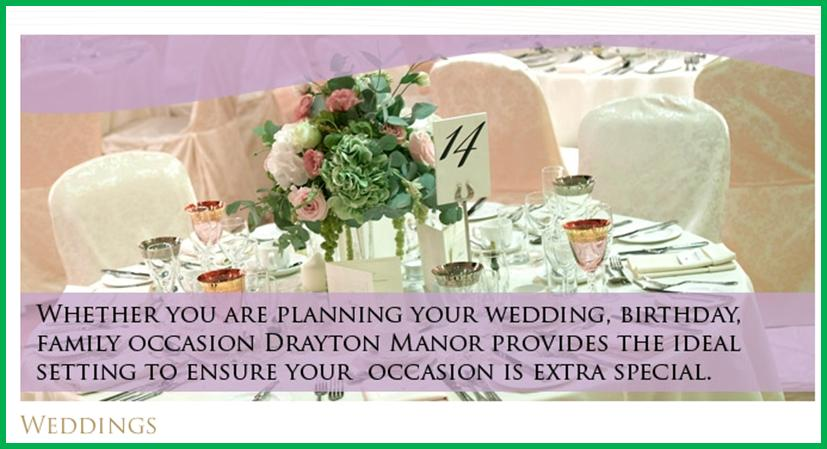 14
Whether you are planning your wedding, birthday,
family occasion Drayton Manor provides the ideal
setting to ensure your  occasion is extra special.
Weddings